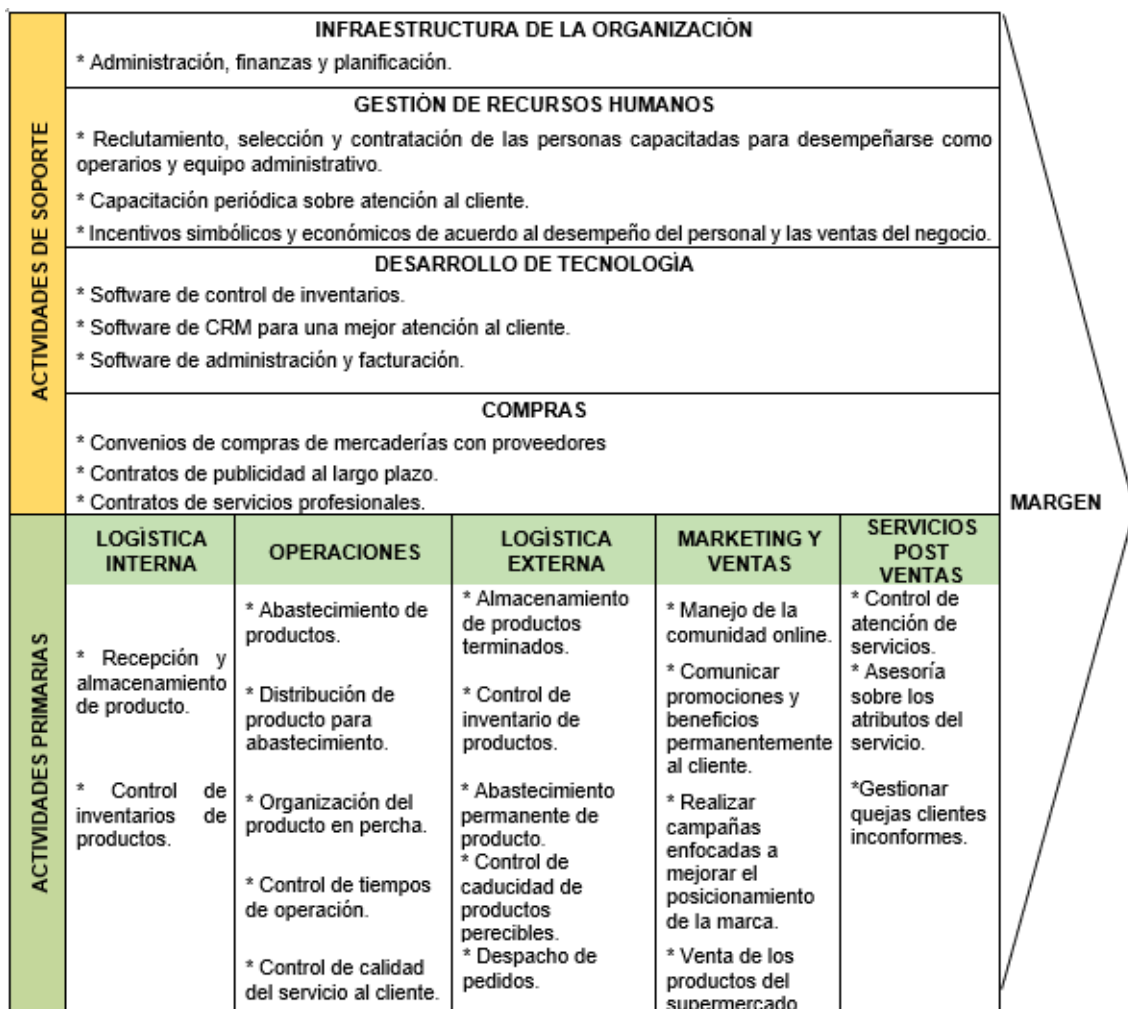 INFRAESTRUCTURA DE LA ORGANIZACIÓN
* Administración, finanzas y planificación.
GESTIÓN DE RECURSOS HUMANOS
* Reclutamiento, selección y contratación de las personas capacitadas para desempeñarse como
operarios y equipo administrativo.
* Capacitación periódica sobre atención al cliente.
* Incentivos simbólicos y económicos de acuerdo al desempeño del personal y las ventas del negocio.
DESARROLLO DE TECNOLOGÌA
* Software de control de inventarios.
* Software de CRM para una mejor atención al cliente.
* Software de administración y facturación.
COMPRAS
* Convenios de compras de mercaderías con proveedores
* Contratos de publicidad al largo plazo.
* Contratos de servicios profesionales.
ACTIVIDADES DE SOPORTE
MARGEN
ACTIVIDADES PRIMARIAS
LOGÌSTICA
INTERNA
* Recepción y
almacenamiento
de producto.
* Control de
inventarios de
productos.
OPERACIONES
* Abastecimiento de
productos.
* Distribución de
producto para
abastecimiento.
* Organización del
producto en percha.
* Control de tiempos
de operación.
* Control de calidad
del servicio al cliente.
LOGÌSTICA
EXTERNA
* Almacenamiento
de productos
terminados.
* Control de
inventario de
productos.
* Abastecimiento
permanente de
producto.
* Control de
caducidad de
productos
perecibles.
* Despacho de
pedidos.
MARKETING Y
VENTAS
* Manejo de la
comunidad online.
* Comunicar
promociones y
beneficios
permanentemente
al cliente.
* Realizar
campañas
enfocadas a
mejorar el
posicionamiento
de la marca.
* Venta de los
productos del
supermercado
SERVICIOS
POST
VENTAS
* Control de
atención de
servicios.
* Asesoría
sobre los
atributos del
servicio.
*Gestionar
quejas clientes
inconformes.